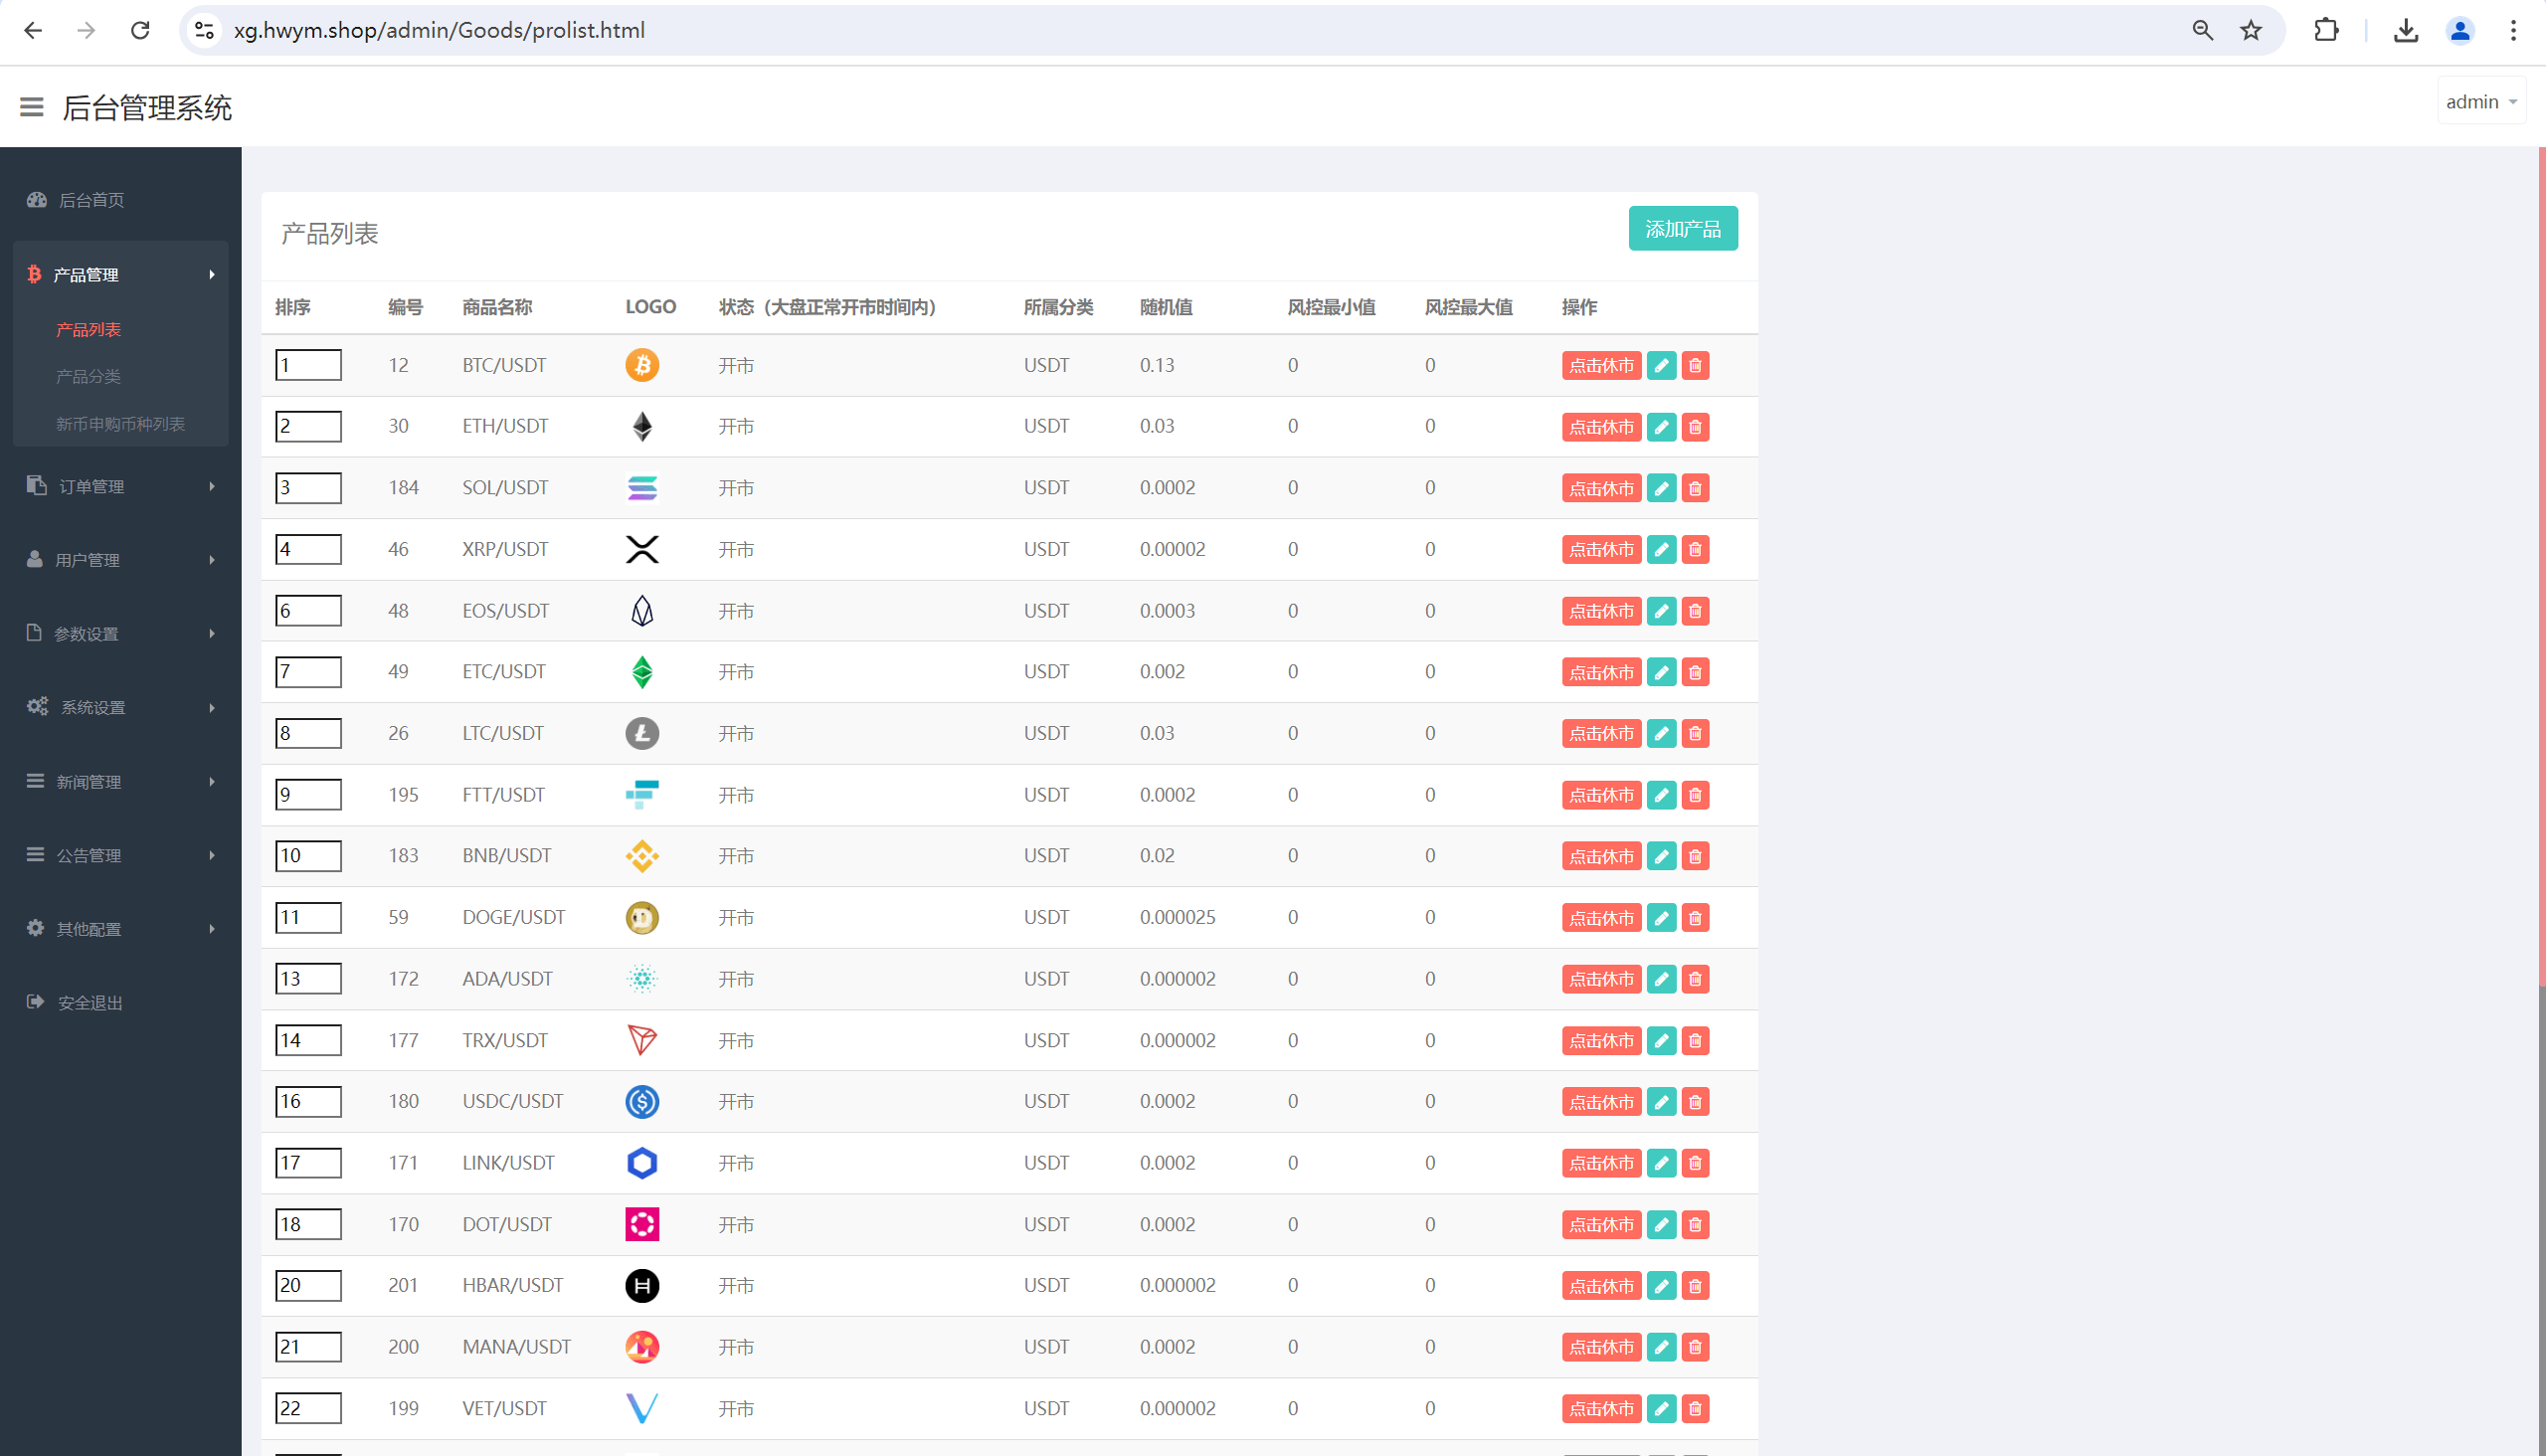 xg.hwym.shop/admin/Goods/prolist.html
后台管理系统
admin
后台首页
产品管理
产品列表
产品分类
新币申购币种列表
订单管理
用户管理
参数设置
系统设置
新闻管理
公告管理
其他配置
安全退出
产品列表
添加产品
排序 编号 商品名称 LOGO 状态（大盘正常开市时间内） 所属分类 随机值 风控最小值 风控最大值 操作
1 12 BTC/USDT 开市 USDT 0.13 0 0 点击休市
2 30 ETH/USDT 开市 USDT 0.03 0 0 点击休市
3 184 SOL/USDT 开市 USDT 0.0002 0 0 点击休市
4 46 XRP/USDT 开市 USDT 0.00002 0 0 点击休市
6 48 EOS/USDT 开市 USDT 0.0003 0 0 点击休市
7 49 ETC/USDT 开市 USDT 0.002 0 0 点击休市
8 26 LTC/USDT 开市 USDT 0.03 0 0 点击休市
9 195 FTT/USDT 开市 USDT 0.0002 0 0 点击休市
10 183 BNB/USDT 开市 USDT 0.02 0 0 点击休市
11 59 DOGE/USDT 开市 USDT 0.000025 0 0 点击休市
13 172 ADA/USDT 开市 USDT 0.000002 0 0 点击休市
14 177 TRX/USDT 开市 USDT 0.000002 0 0 点击休市
16 180 USDC/USDT 开市 USDT 0.0002 0 0 点击休市
17 171 LINK/USDT 开市 USDT 0.0002 0 0 点击休市
18 170 DOT/USDT 开市 USDT 0.0002 0 0 点击休市
20 201 HBAR/USDT 开市 USDT 0.000002 0 0 点击休市
21 200 MANA/USDT 开市 USDT 0.0002 0 0 点击休市
22 199 VET/USDT 开市 USDT 0.000002 0 0 点击休市